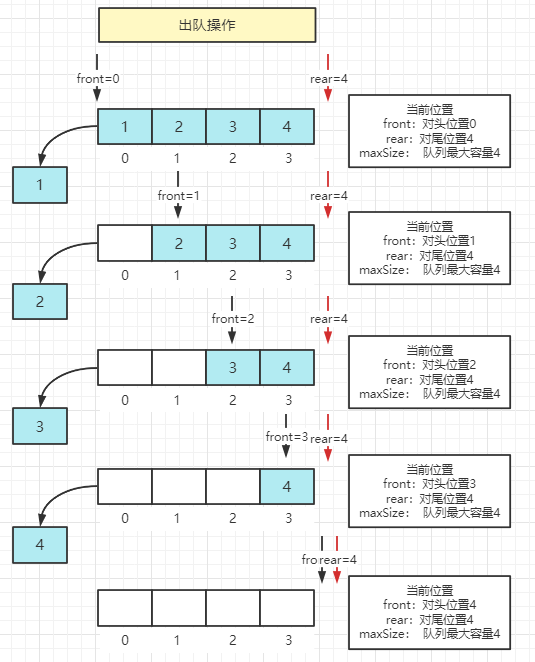 出队操作
front=0
rear=4
1
2
3
4
0
1
2
3
当前位置
front：对头位置0
rear：对尾位置4
maxSize： 队列最大容量4
1
front=1
rear=4
2
3
4
0
1
2
3
当前位置
front：对头位置1
rear：对尾位置4
maxSize： 队列最大容量4
2
front=2
rear=4
3
4
0
1
2
3
当前位置
front：对头位置2
rear：对尾位置4
maxSize： 队列最大容量4
3
front=3
rear=4
4
0
1
2
3
当前位置
front：对头位置3
rear：对尾位置4
maxSize： 队列最大容量4
4
fro
rear=4
0
1
2
3
当前位置
front：对头位置4
rear：对尾位置4
maxSize： 队列最大容量4